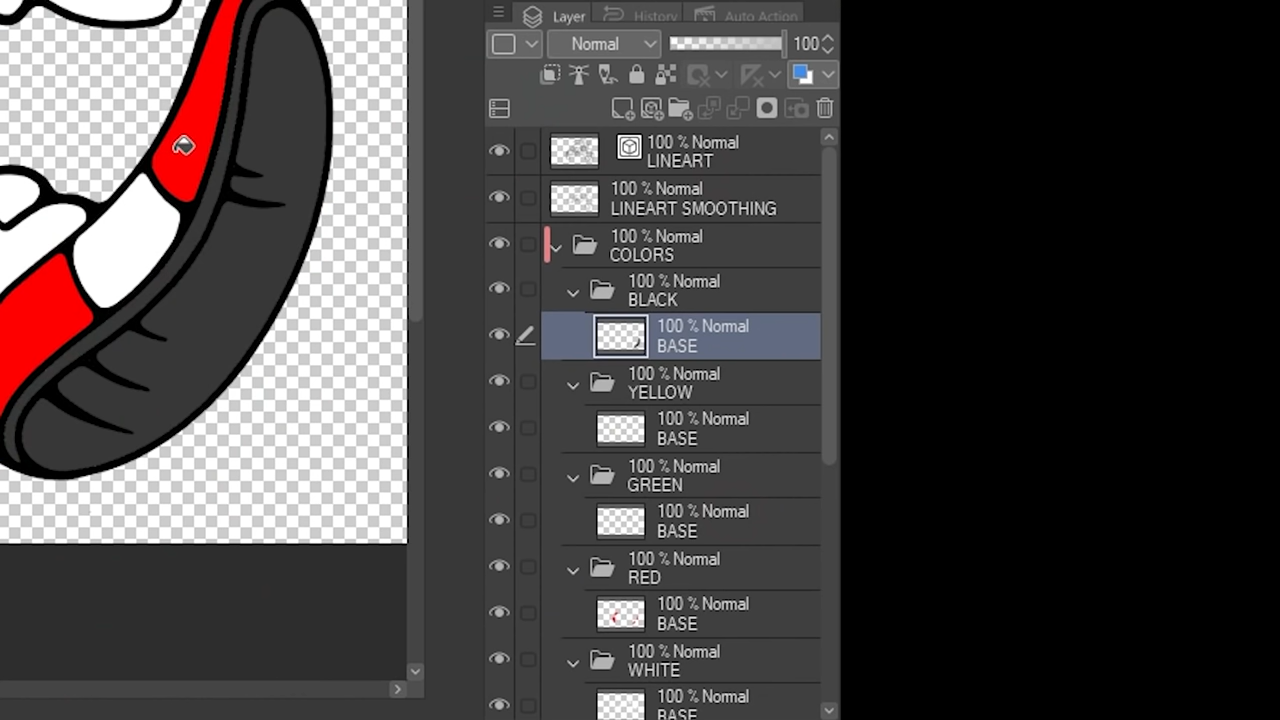 Layer History Auto Action
Normal 100
100 % Normal
LINEART
100 % Normal
LINEART SMOOTHING
100 % Normal
COLORS
100 % Normal
BLACK
100 % Normal
BASE
100 % Normal
YELLOW
100 % Normal
BASE
100 % Normal
GREEN
100 % Normal
BASE
100 % Normal
RED
100 % Normal
BASE
100 % Normal
WHITE
100 % Normal
BASE